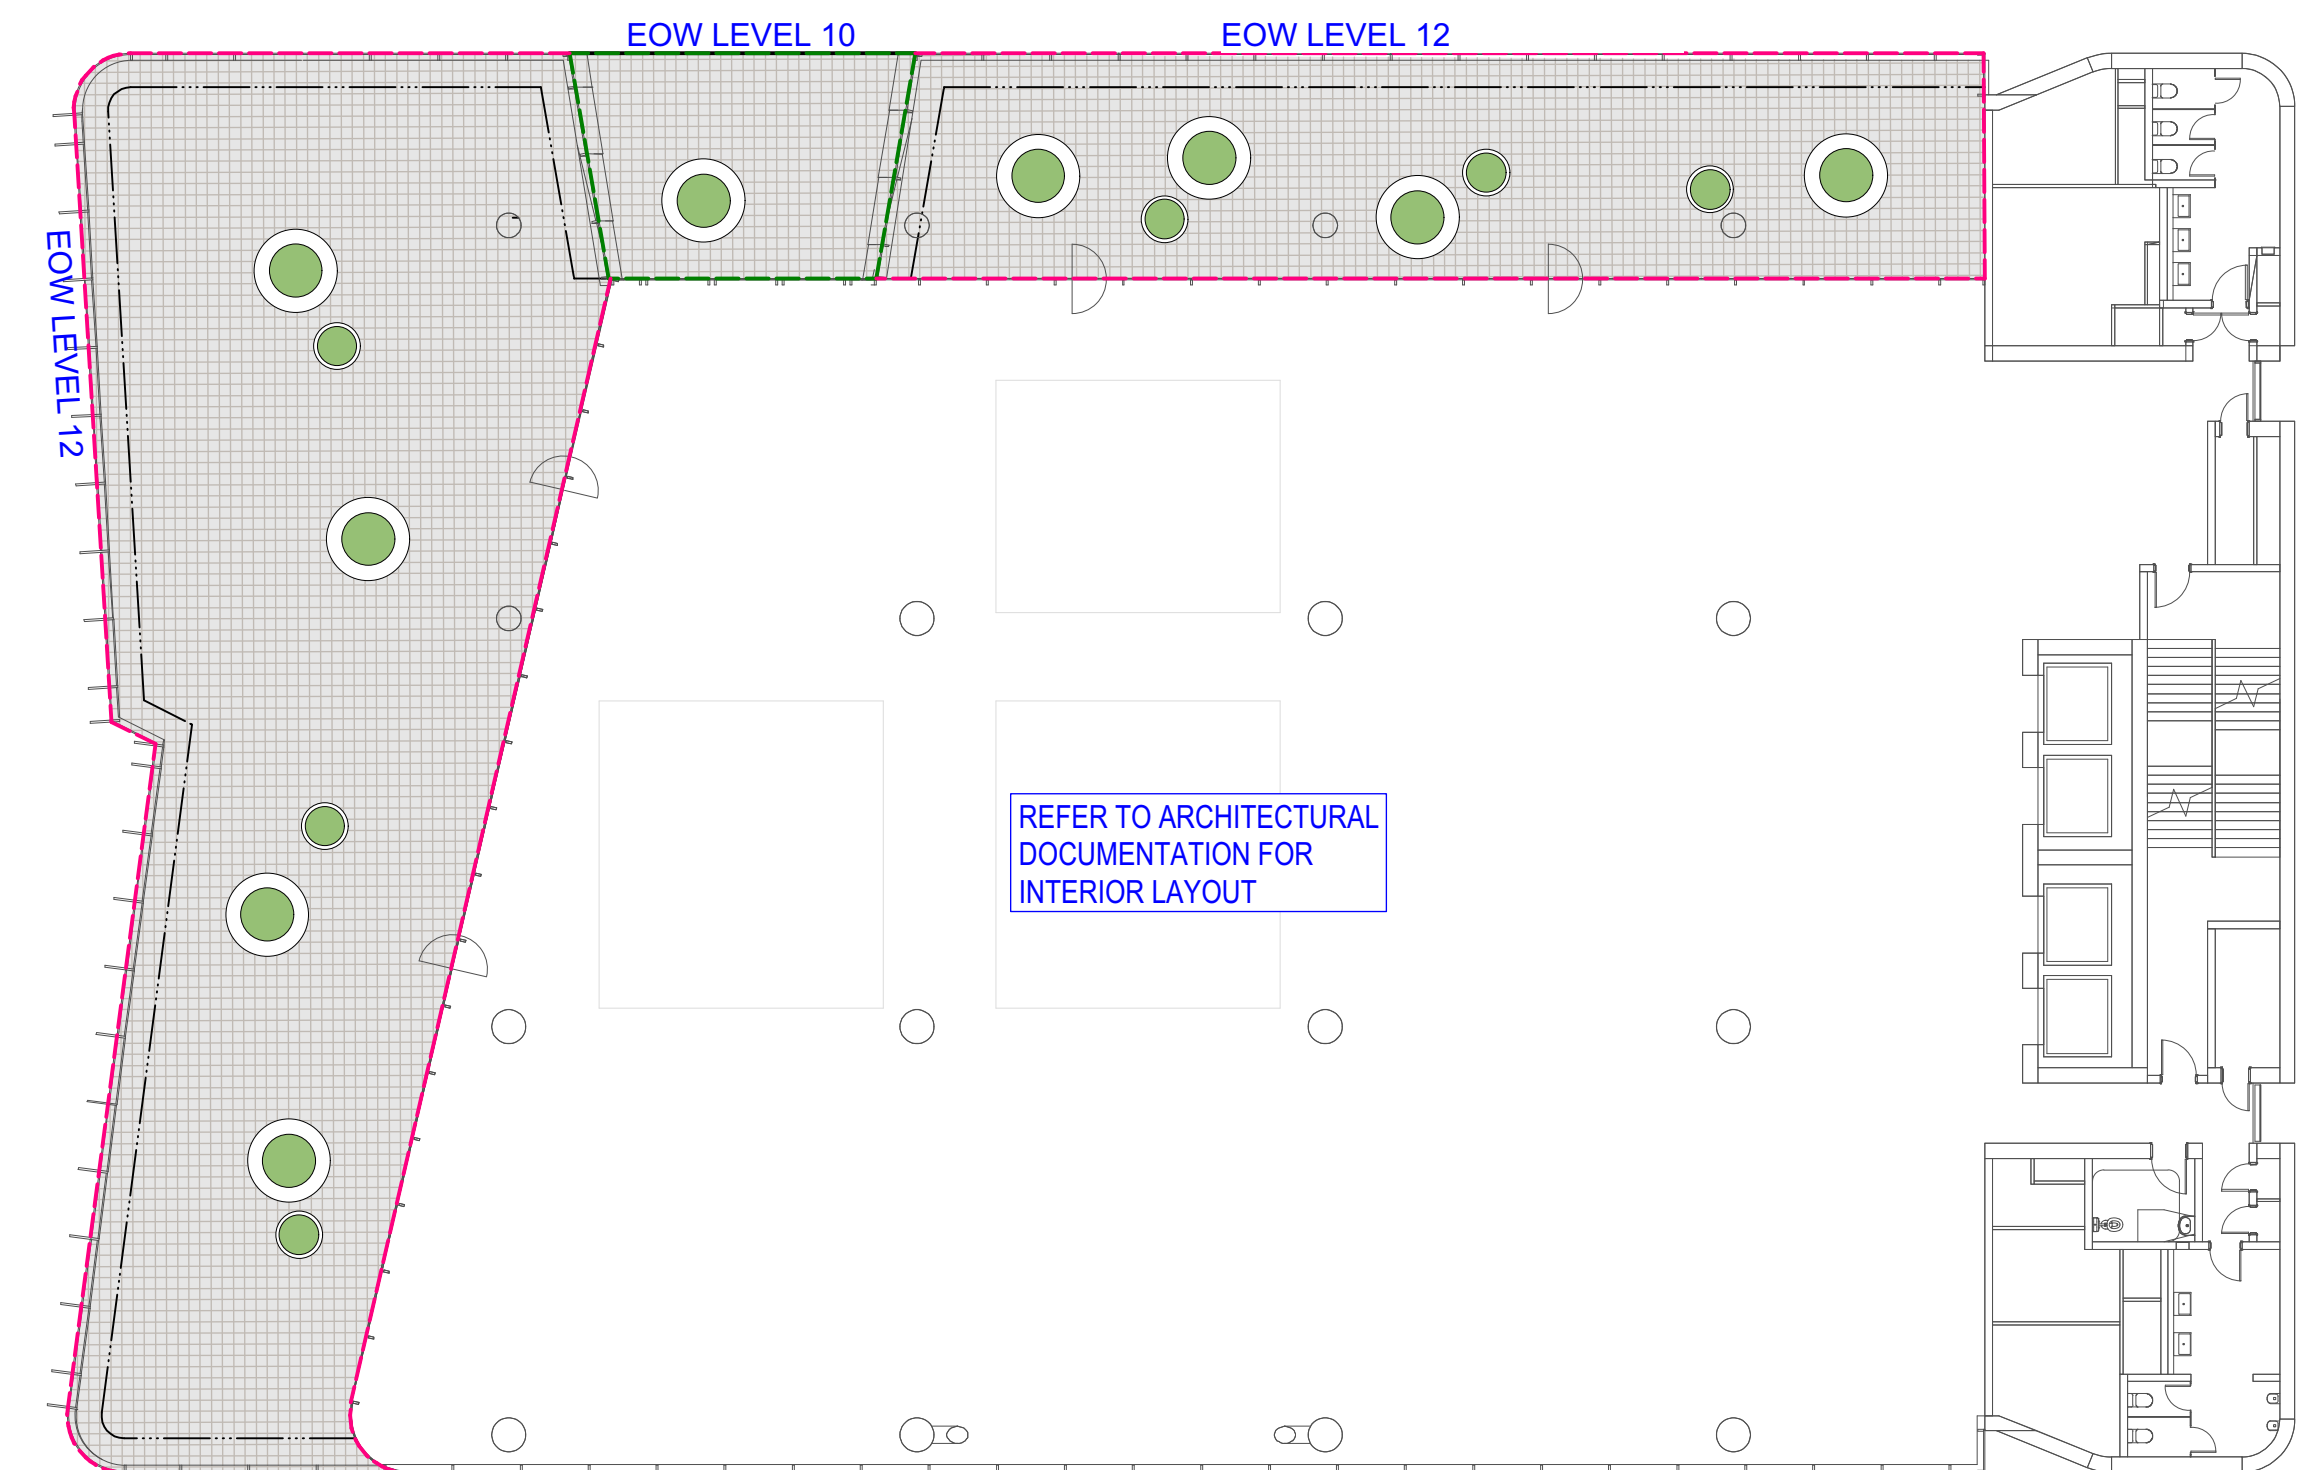 EOW LEVEL 10
EOW LEVEL 12
EOW LEVEL 12
REFER TO ARCHITECTURAL
DOCUMENTATION FOR
INTERIOR LAYOUT